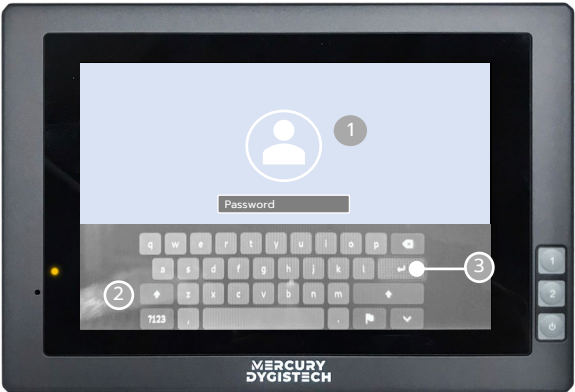 1
Password
q w e r t y u i o p
a s d f g h j k l
3
2
z x c v b n m
?123 , .
1
2
MERCURY
DYGISTECH